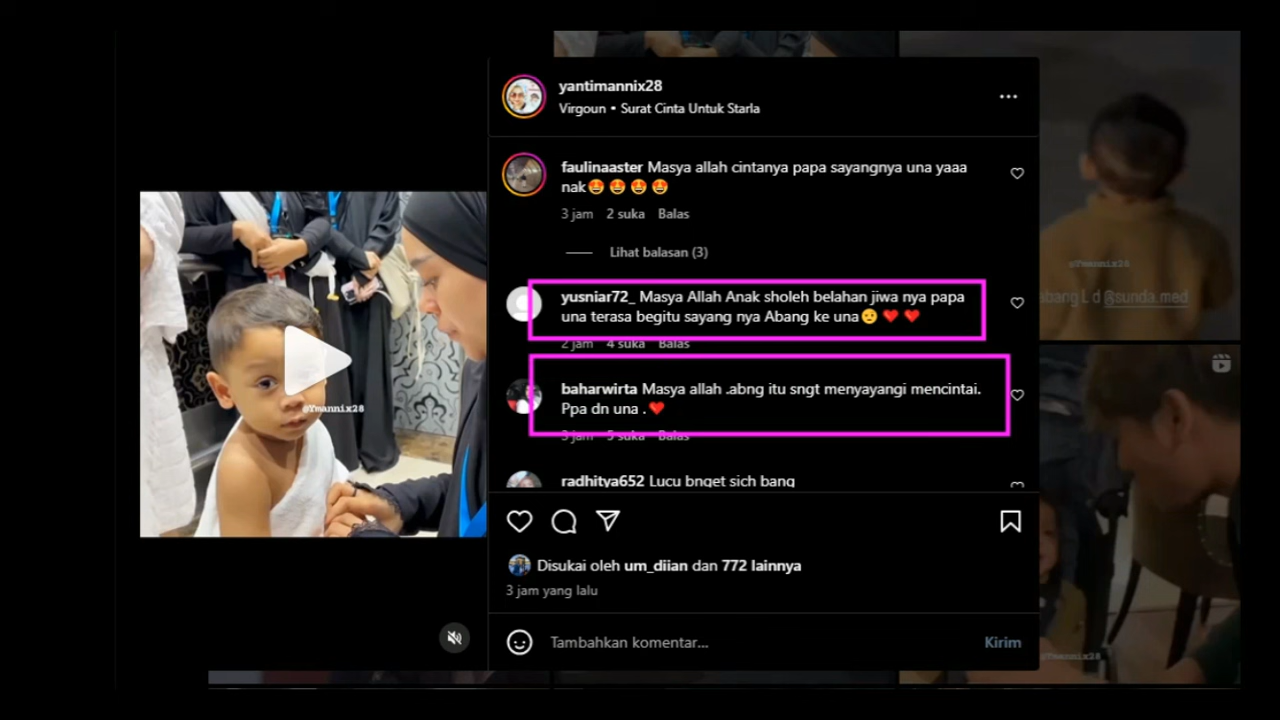 yantimannix28
Virgoun • Surat Cinta Untuk Starla
faulinaaster Masya allah cintanya papa sayangnya una yaaa
nak🤩🤩🤩🤩
3 jam 2 suka Balas
Lihat balasan (3)
yusniar72_ Masya Allah Anak sholeh belahan jiwa nya papa
una terasa begitu sayang nya Abang ke una😢❤️❤️
2 jam 4 suka Balas
baharwirta Masya allah .abng itu sngt menyayangi mencintai.
Ppa dn una .❤️
3 jam 5 suka Balas
radhitya652 Lucu bnget sich bang
Disukai oleh um_diian dan 772 lainnya
3 jam yang lalu
Tambahkan komentar...
Kirim
@Ymannix28
@Ymannix28
abang L d @sunda.med
@Ymannix28